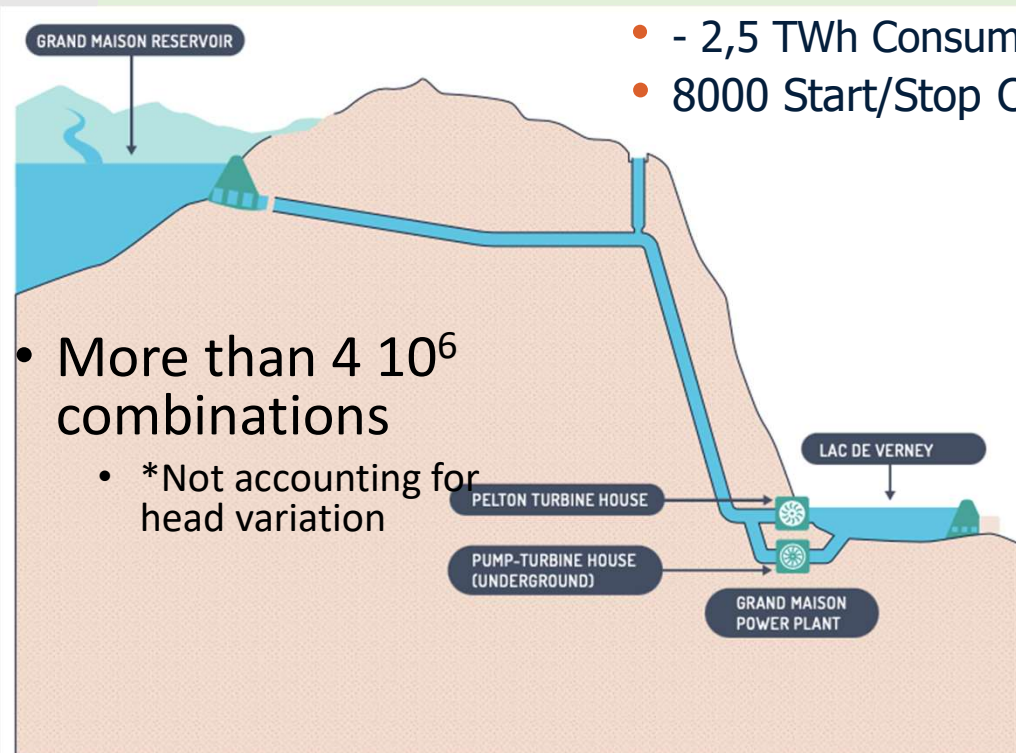 GRAND MAISON RESERVOIR
• - 2,5 TWh Consum
• 8000 Start/Stop
• More than 4 10⁶
combinations
• *Not accounting for
head variation
LAC DE VERNEY
PELTON TURBINE HOUSE
PUMP-TURBINE HOUSE
(UNDERGROUND)
GRAND MAISON
POWER PLANT